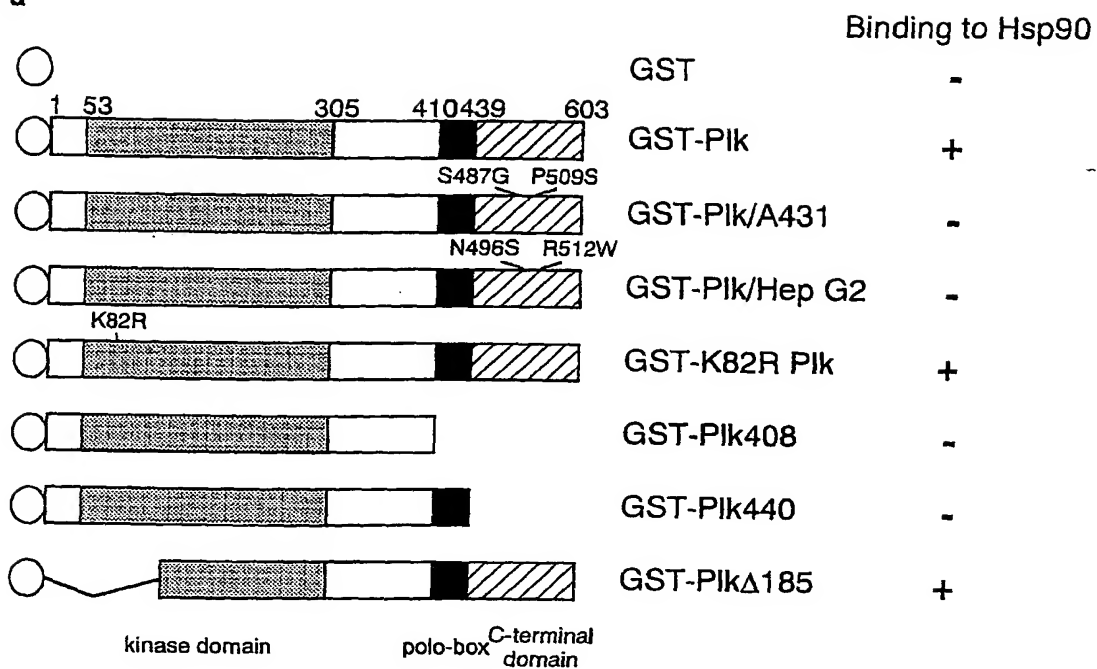 a
Binding to Hsp90
GST -
1 53 305 410 439 603
GST-Plk +
S487G P509S
GST-Plk/A431 -
N496S R512W
GST-Plk/Hep G2 -
K82R
GST-K82R Plk +
GST-Plk408 -
GST-Plk440 -
GST-PlkΔ185 +
kinase domain polo-box C-terminal
domain